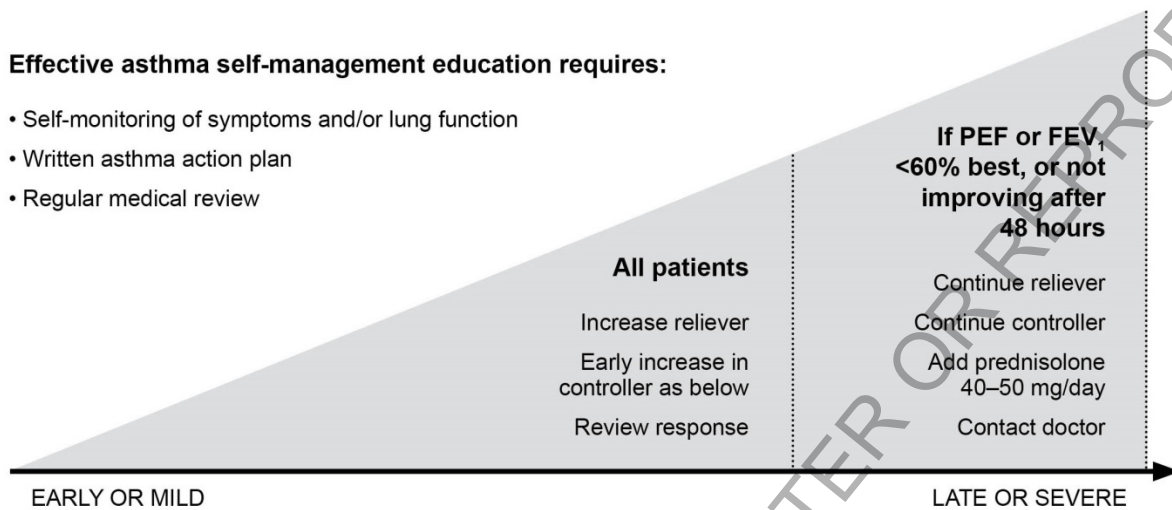 Effective asthma self-management education requires:
• Self-monitoring of symptoms and/or lung function
• Written asthma action plan
• Regular medical review
All patients
Increase reliever
Early increase in
controller as below
Review response
If PEF or FEV₁
<60% best, or not
improving after
48 hours
Continue reliever
Continue controller
Add prednisolone
40–50 mg/day
Contact doctor
EARLY OR MILD
LATE OR SEVERE